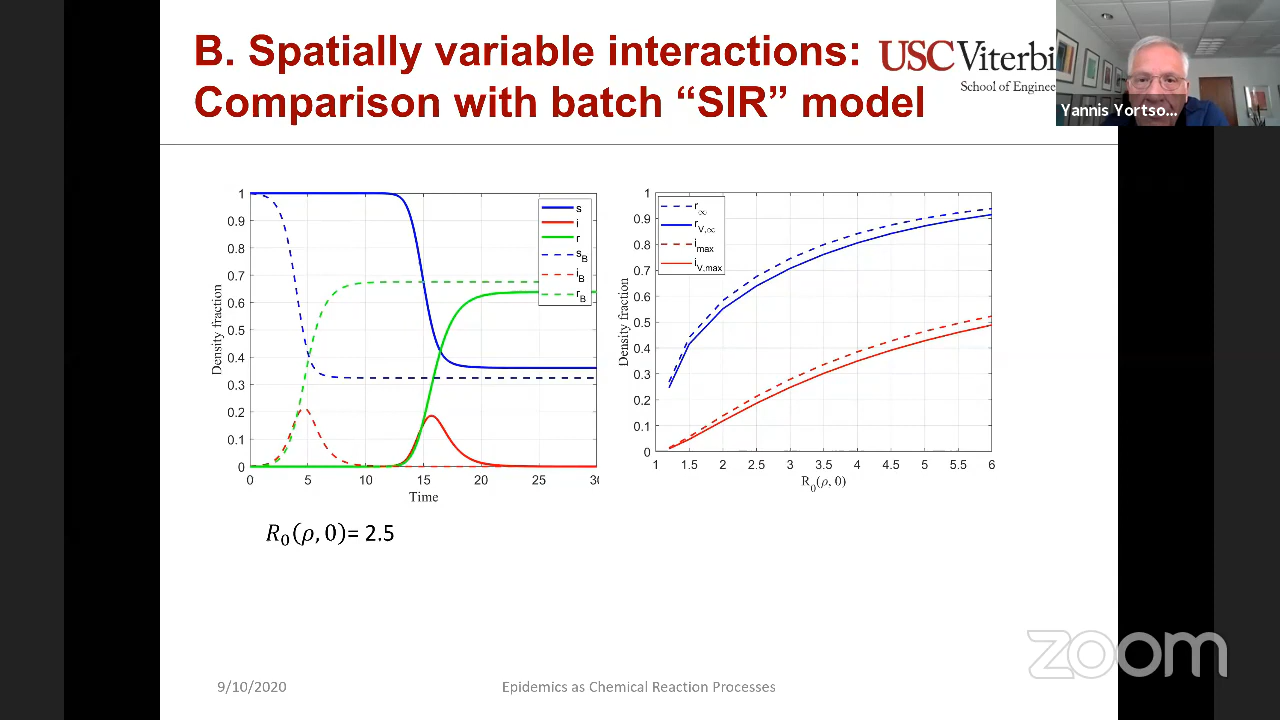 B. Spatially variable interactions:
Comparison with batch “SIR” model
USC Viterbi
School of Enginee
Yannis Yortso...
1
0.9
0.8
0.7
0.6
0.5
0.4
0.3
0.2
0.1
0
Density fraction
0 5 10 15 20 25 30
Time
s
i
r
s_B
i_B
r_B
1
0.9
0.8
0.7
0.6
0.5
0.4
0.3
0.2
0.1
0
Density fraction
1 1.5 2 2.5 3 3.5 4 4.5 5 5.5 6
R_0(ρ, 0)
r_∞
r_V,∞
i_max
i_V,max
R_0(ρ, 0)= 2.5
zoom
9/10/2020
Epidemics as Chemical Reaction Processes